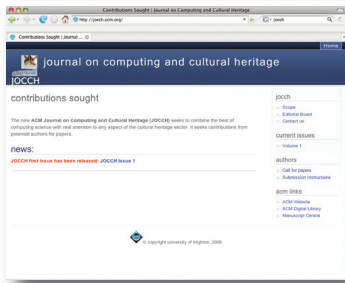 Contributions Sought | Journal on Computing and Cultural Heritage
http://jocch.acm.org/
jocch
Contributions Sought | Journal ...
Home
journal on computing and cultural heritage
JOCCH
contributions sought
The new ACM Journal on Computing and Cultural Heritage (JOCCH) seeks to combine the best of
computing science with real attention to any aspect of the cultural heritage sector. It seeks contributions from
potential authors for papers.
news:
JOCCH first issue has been released: JOCCH Issue 1
jocch
Scope
Editorial Board
Contact us
current issues
Volume 1
authors
Call for papers
Submission Instructions
acm links
ACM Website
ACM Digital Library
Manuscript Central
© copyright university of brighton, 2008.